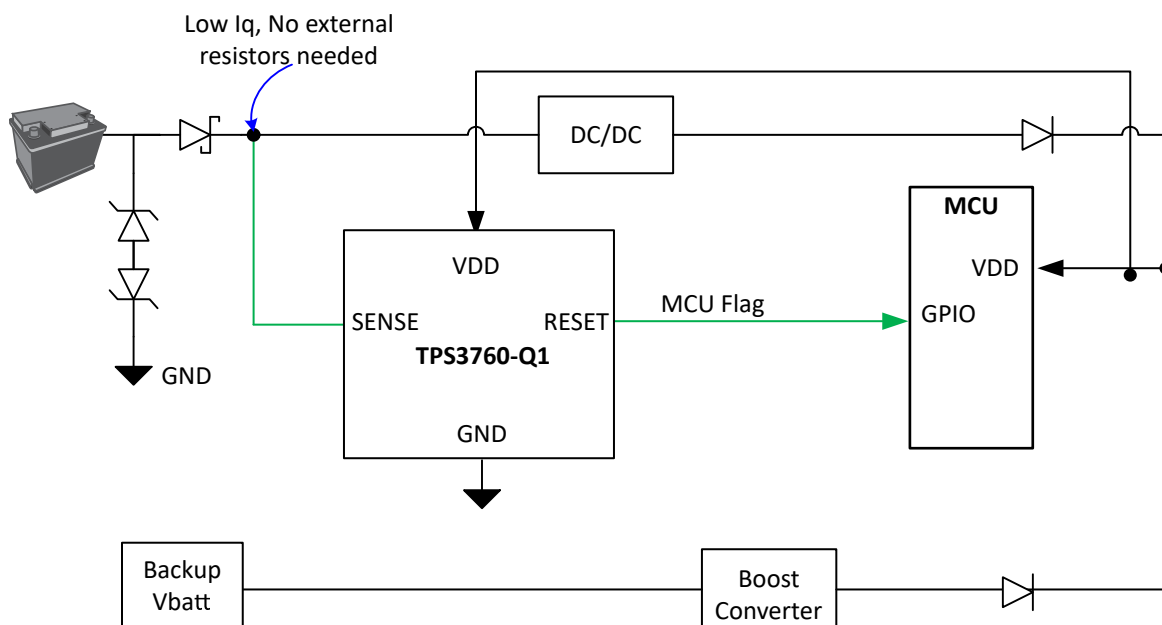 Low Iq, No external
resistors needed
DC/DC
MCU
VDD
VDD
SENSE
RESET
MCU Flag
GPIO
TPS3760-Q1
GND
GND
Backup
Vbatt
Boost
Converter